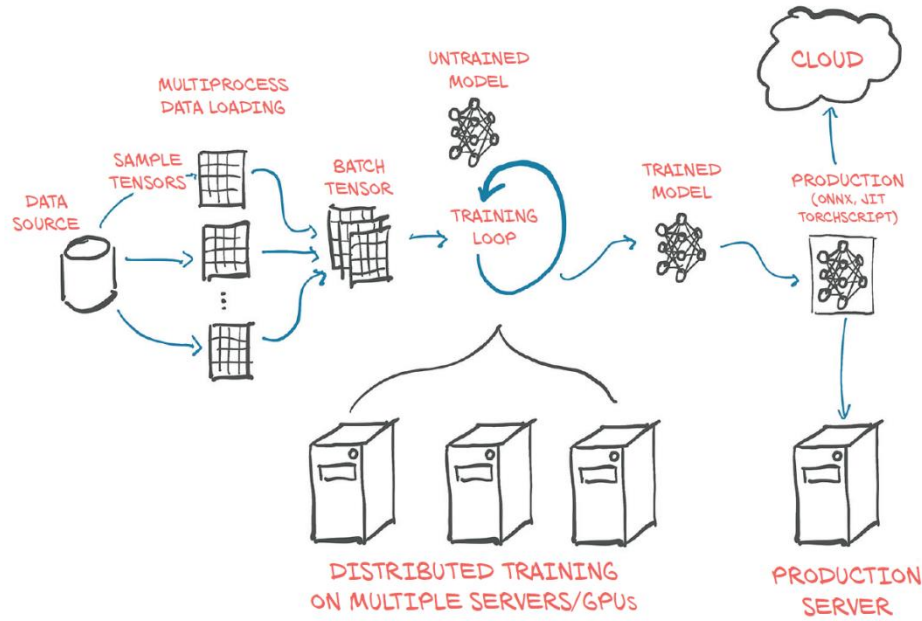 UNTRAINED
MODEL
CLOUD
MULTIPROCESS
DATA LOADING
SAMPLE
TENSORS
BATCH
TENSOR
TRAINED
MODEL
PRODUCTION
(ONNX, JIT
TORCHSCRIPT)
DATA
SOURCE
TRAINING
LOOP
...
DISTRIBUTED TRAINING
ON MULTIPLE SERVERS/GPUs
PRODUCTION
SERVER